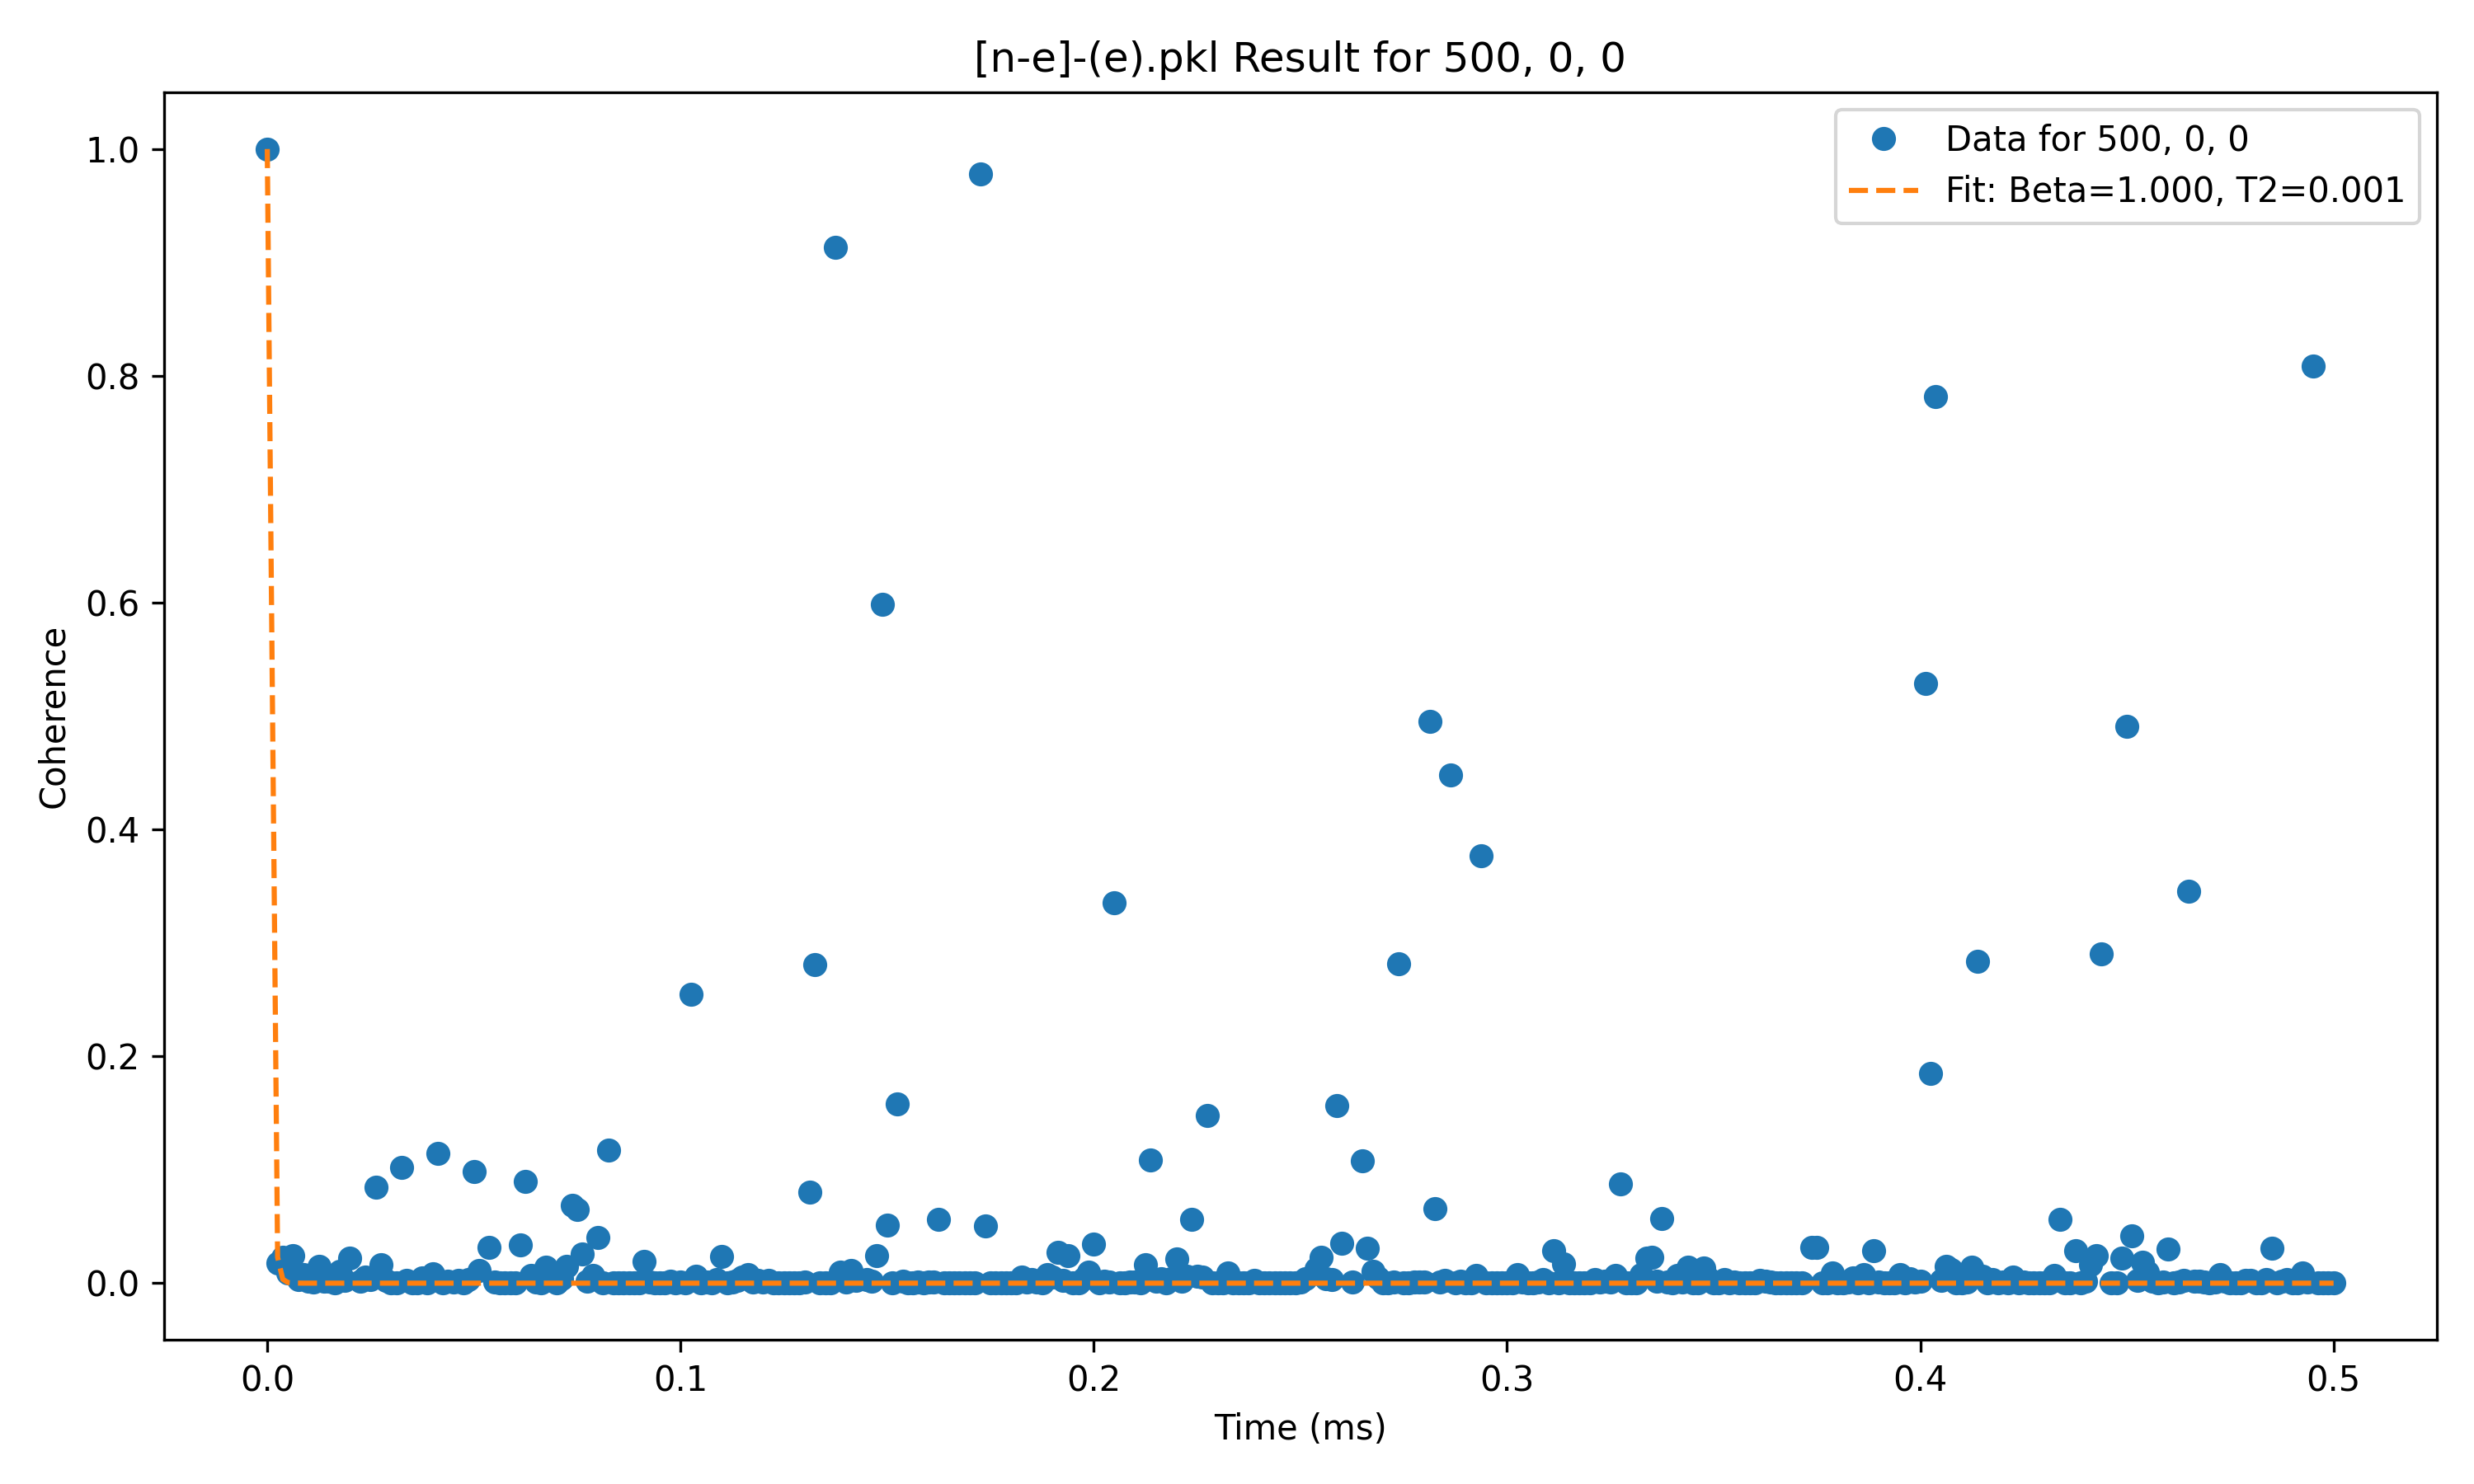 [n-e]-(e).pkl Result for 500, 0, 0
Data for 500, 0, 0
Fit: Beta=1.000, T2=0.001
Coherence
1.0
0.8
0.6
0.4
0.2
0.0
0.0 0.1 0.2 0.3 0.4 0.5
Time (ms)